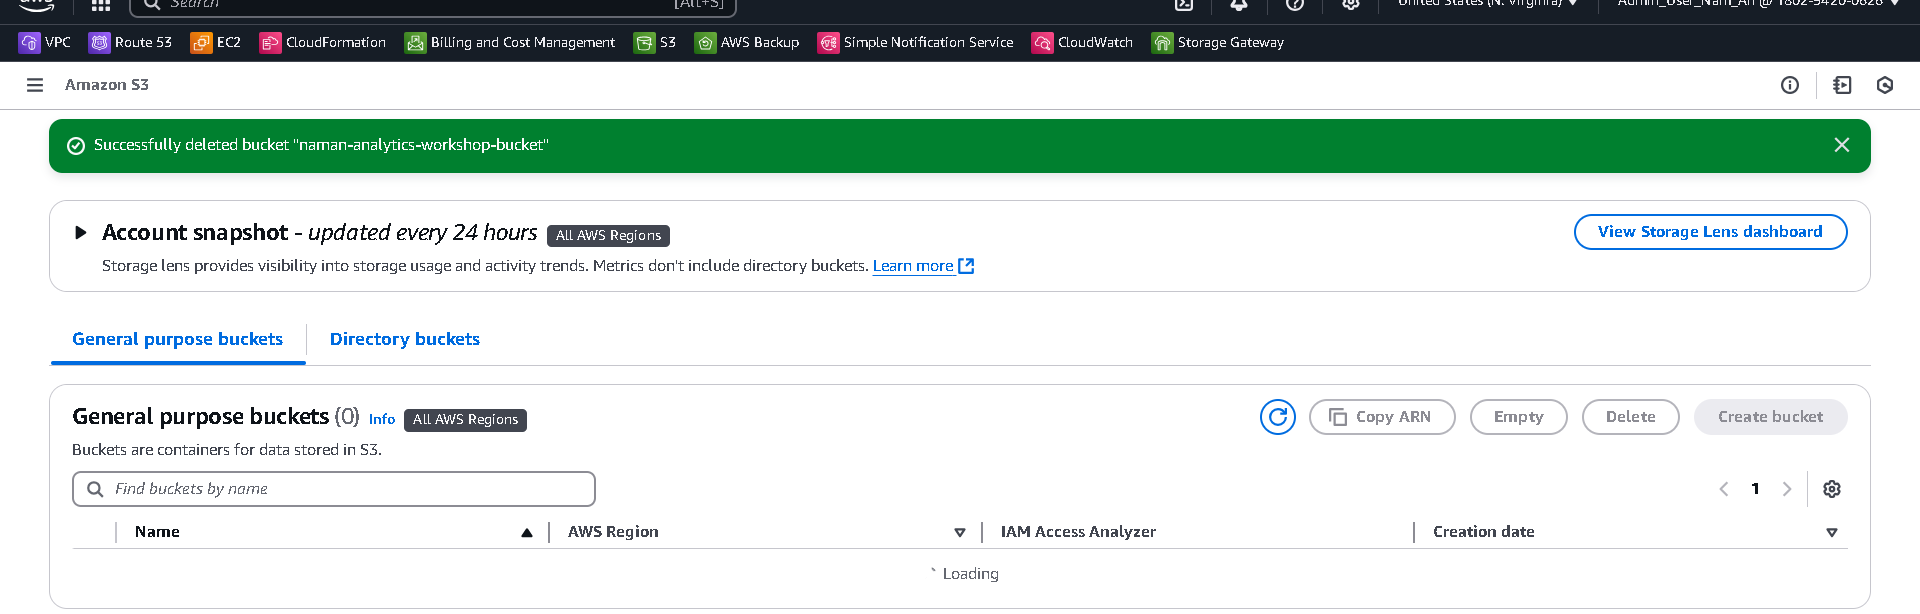 aws Search [Alt+S] United States (N. Virginia)
VPC Route 53 EC2 CloudFormation Billing and Cost Management S3 AWS Backup Simple Notification Service CloudWatch Storage Gateway
Amazon S3
Successfully deleted bucket "naman-analytics-workshop-bucket"
Account snapshot - updated every 24 hours All AWS Regions View Storage Lens dashboard
Storage lens provides visibility into storage usage and activity trends. Metrics don't include directory buckets. Learn more
General purpose buckets Directory buckets
General purpose buckets (0) Info All AWS Regions Copy ARN Empty Delete Create bucket
Buckets are containers for data stored in S3.
Find buckets by name 1
Name AWS Region IAM Access Analyzer Creation date
Loading